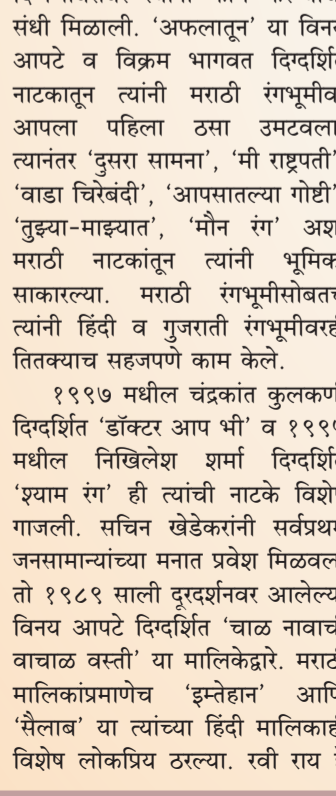 संधी मिळाली. ‘अफलातून’ या विनय
आपटे व विक्रम भागवत दिग्दर्शि
नाटकातून त्यांनी मराठी रंगभूमीव
आपला पहिला ठसा उमटवला
त्यानंतर ‘दुसरा सामना’, ‘मी राष्ट्रपती’
‘वाडा चिरेबंदी’, ‘आपसातल्या गोष्टी’
‘तुझ्या-माझ्यात’, ‘मौन रंग’ अश
मराठी नाटकांतून त्यांनी भूमिक
साकारल्या. मराठी रंगभूमीसोबतच
त्यांनी हिंदी व गुजराती रंगभूमीवरह
तितक्याच सहजपणे काम केले.
१९९७ मधील चंद्रकांत कुलकर्ण
दिग्दर्शित ‘डॉक्टर आप भी’ व १९९९
मधील निखिलेश शर्मा दिग्दर्शि
‘श्याम रंग’ ही त्यांची नाटके विशे
गाजली. सचिन खेडेकरांनी सर्वप्रथम
जनसामान्यांच्या मनात प्रवेश मिळवल
तो १९८९ साली दूरदर्शनवर आलेल्य
विनय आपटे दिग्दर्शित ‘चाळ नावाच
वाचाळ वस्ती’ या मालिकेद्वारे. मराठ
मालिकांप्रमाणेच ‘इम्तेहान’ आणि
‘सैलाब’ या त्यांच्या हिंदी मालिकाह
विशेष लोकप्रिय ठरल्या. रवी राय